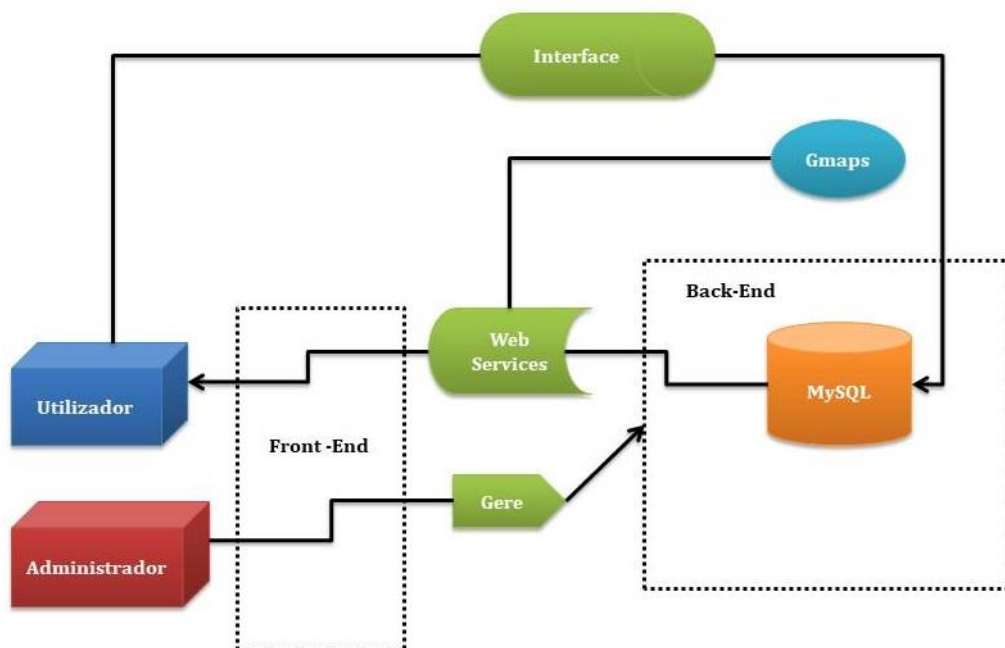 Interface
Gmaps
Back-End
Web
Services
MySQL
Utilizador
Front -End
Gere
Administrador